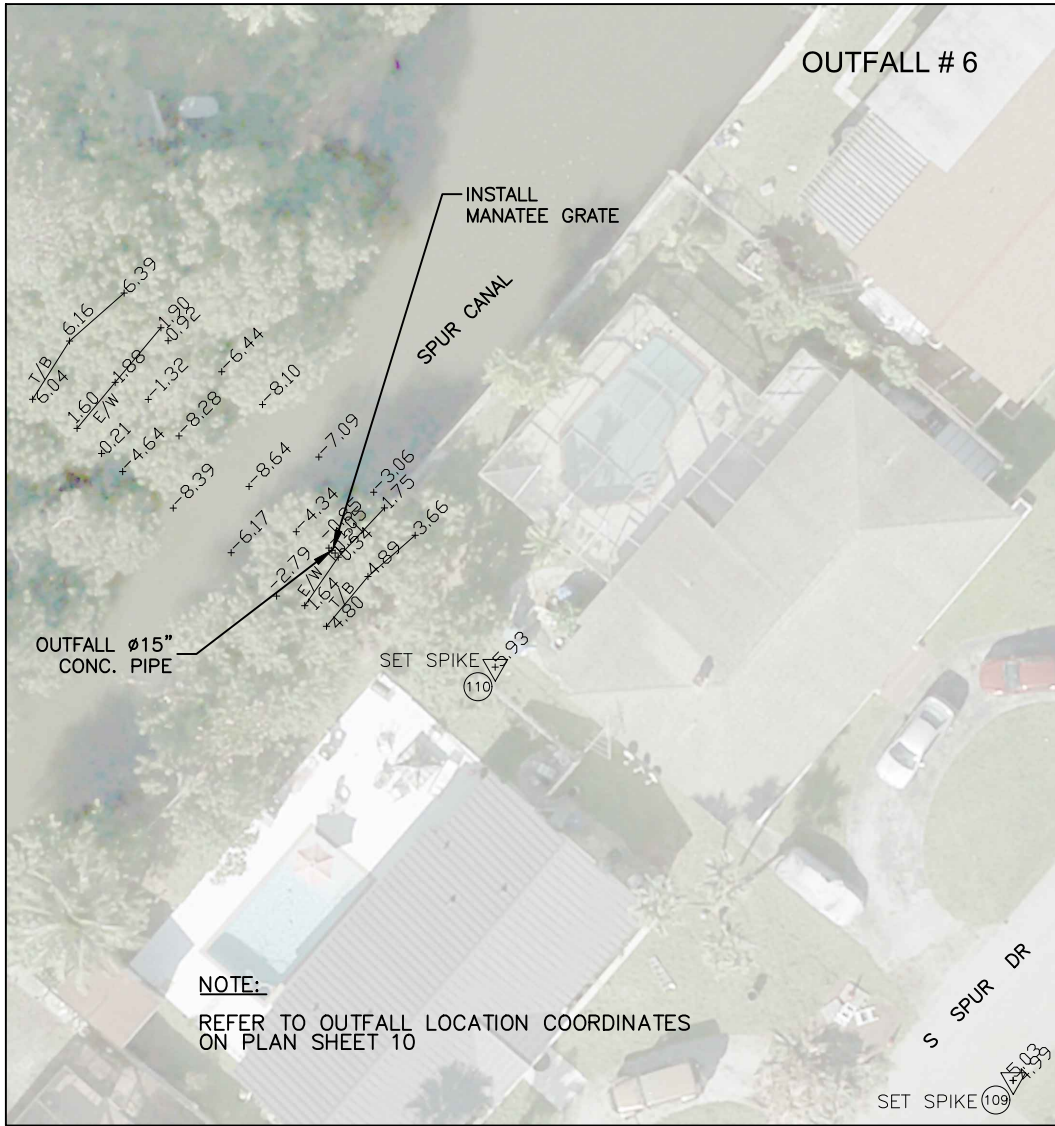 OUTFALL # 6
INSTALL
MANATEE GRATE
SPUR CANAL
6.39
6.16
T/B
6.04
1.90
0.92
1.88
1.60
E/W
-1.32
-6.44
-8.10
0.21
-4.64
-8.28
-8.39
-8.64
-7.09
-3.06
1.75
3.66
-4.34
-6.17
-2.79
0.34
E/W
1.64
T/B
4.89
4.80
OUTFALL ø15"
CONC. PIPE
SET SPIKE
5.93
110
NOTE:
REFER TO OUTFALL LOCATION COORDINATES
ON PLAN SHEET 10
S SPUR DR
5.03
4.99
SET SPIKE
109